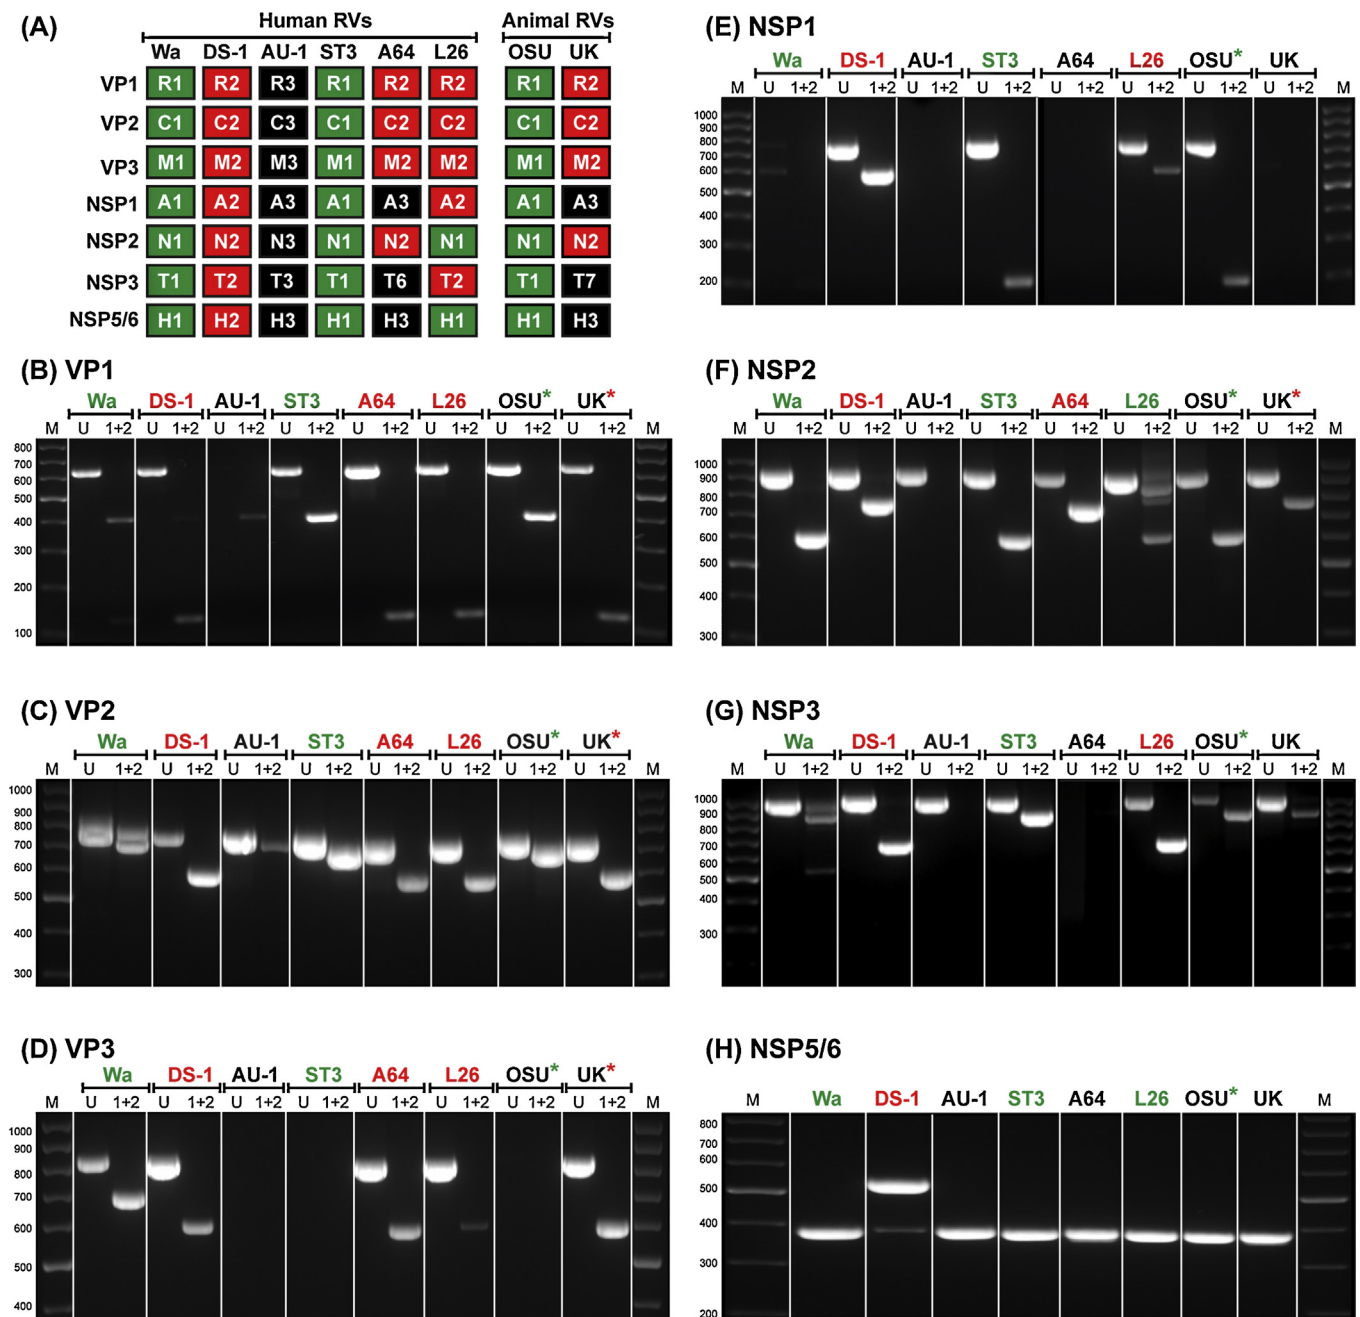 (A)
Human RVs Animal RVs
Wa DS-1 AU-1 ST3 A64 L26 OSU UK
VP1 R1 R2 R3 R1 R2 R2 R1 R2
VP2 C1 C2 C3 C1 C2 C2 C1 C2
VP3 M1 M2 M3 M1 M2 M2 M1 M2
NSP1 A1 A2 A3 A1 A3 A2 A1 A3
NSP2 N1 N2 N3 N1 N2 N1 N1 N2
NSP3 T1 T2 T3 T1 T6 T2 T1 T7
NSP5/6 H1 H2 H3 H1 H3 H1 H1 H3
(B) VP1
Wa DS-1 AU-1 ST3 A64 L26 OSU* UK*
M U 1+2 U 1+2 U 1+2 U 1+2 U 1+2 U 1+2 U 1+2 U 1+2 M
800
700
600
500
400
300
200
100
(C) VP2
Wa DS-1 AU-1 ST3 A64 L26 OSU* UK*
M U 1+2 U 1+2 U 1+2 U 1+2 U 1+2 U 1+2 U 1+2 U 1+2 M
1000
900
800
700
600
500
400
300
(D) VP3
Wa DS-1 AU-1 ST3 A64 L26 OSU* UK*
M U 1+2 U 1+2 U 1+2 U 1+2 U 1+2 U 1+2 U 1+2 U 1+2 M
1000
900
800
700
600
500
400
(E) NSP1
Wa DS-1 AU-1 ST3 A64 L26 OSU* UK
M U 1+2 U 1+2 U 1+2 U 1+2 U 1+2 U 1+2 U 1+2 U 1+2 M
1000
900
800
700
600
500
400
300
200
(F) NSP2
Wa DS-1 AU-1 ST3 A64 L26 OSU* UK*
M U 1+2 U 1+2 U 1+2 U 1+2 U 1+2 U 1+2 U 1+2 U 1+2 M
1000
900
800
700
600
500
400
300
(G) NSP3
Wa DS-1 AU-1 ST3 A64 L26 OSU* UK
M U 1+2 U 1+2 U 1+2 U 1+2 U 1+2 U 1+2 U 1+2 U 1+2 M
1000
900
800
700
600
500
400
300
(H) NSP5/6
M Wa DS-1 AU-1 ST3 A64 L26 OSU* UK M
800
700
600
500
400
300
200